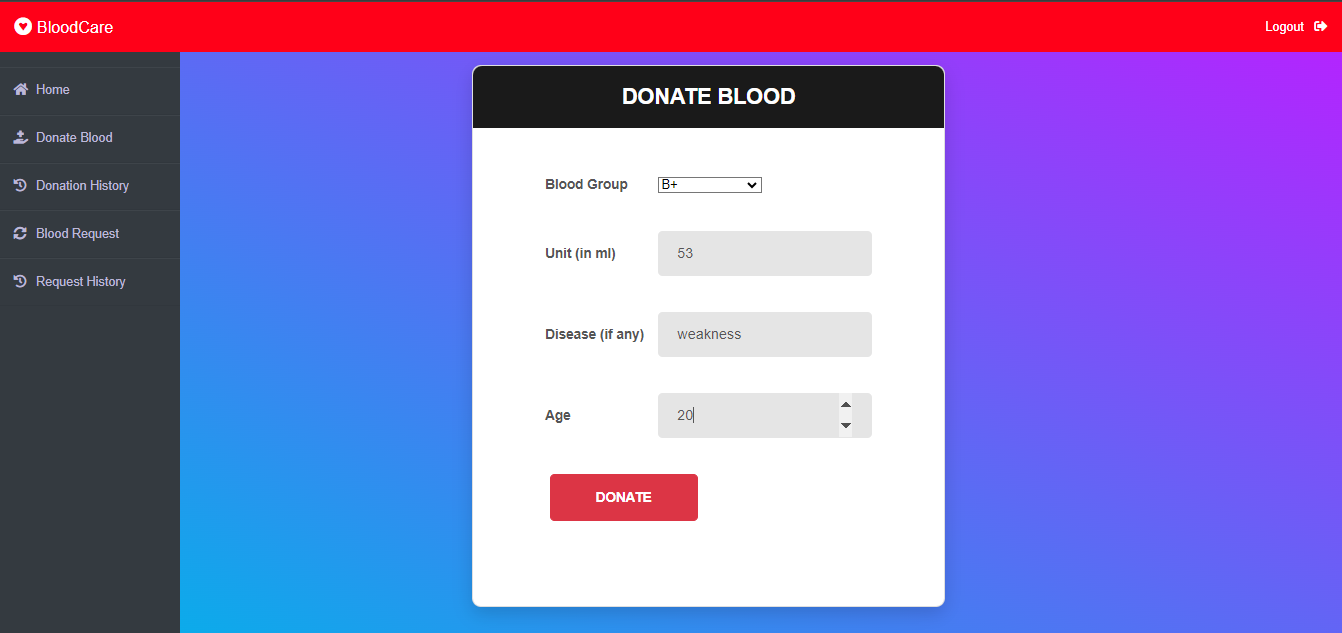 BloodCare
Logout
Home
Donate Blood
Donation History
Blood Request
Request History
DONATE BLOOD
Blood Group B+
Unit (in ml) 53
Disease (if any) weakness
Age 20
DONATE